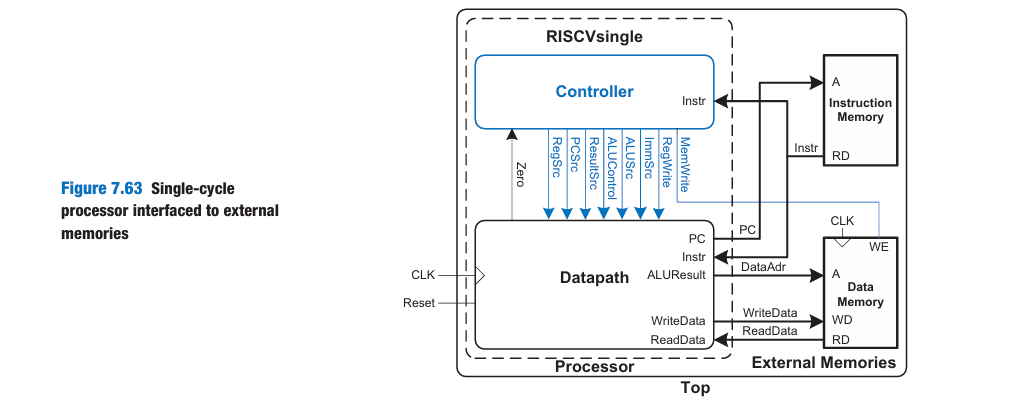 Figure 7.63 Single-cycle
processor interfaced to external
memories
RISCVsingle
Controller
Instr
Zero
RegSrc
PCSrc
ResultSrc
ALUControl
ALUSrc
ImmSrc
RegWrite
MemWrite
A
Instruction
Memory
Instr
RD
CLK
Reset
Datapath
PC
Instr
ALUResult
WriteData
ReadData
PC
DataAdr
WriteData
ReadData
CLK
WE
A
Data
Memory
WD
RD
Processor
External Memories
Top